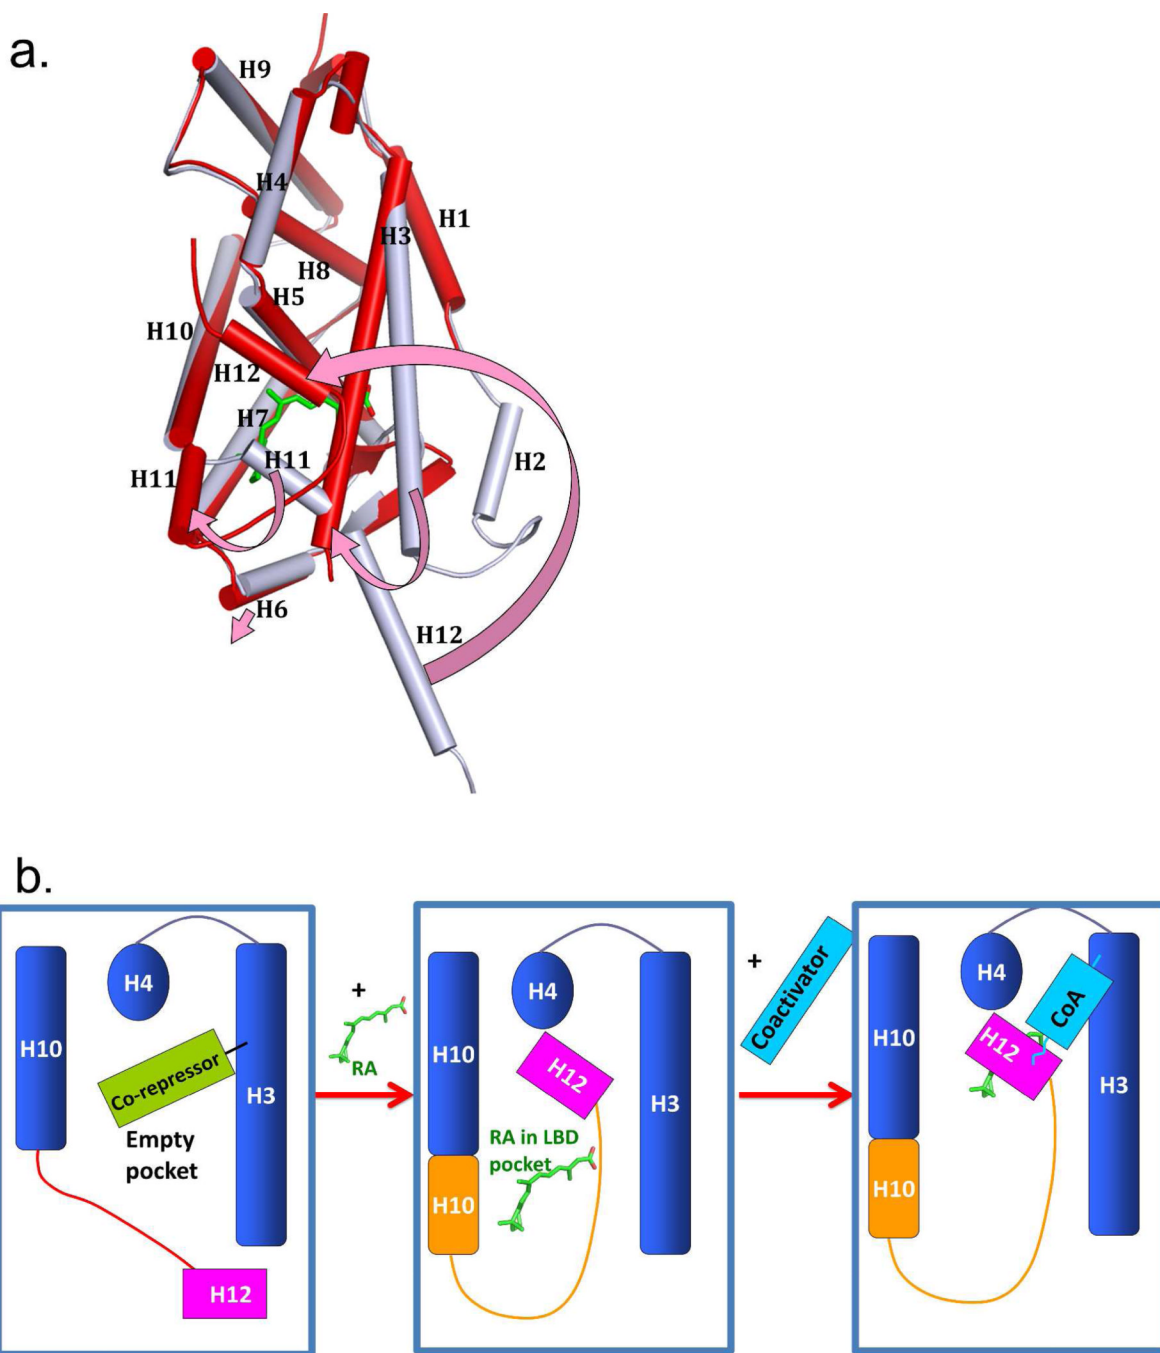 a.
H9
H4
H1
H3
H8
H5
H10
H12
H7
H11
H11
H2
H6
H12
b.
H4
H10
Co-repressor
H3
Empty
pocket
H12
+
RA
H4
H10
H12
H3
RA in LBD
pocket
H10
+
Coactivator
H4
CoA
H10
H12
H3
H10